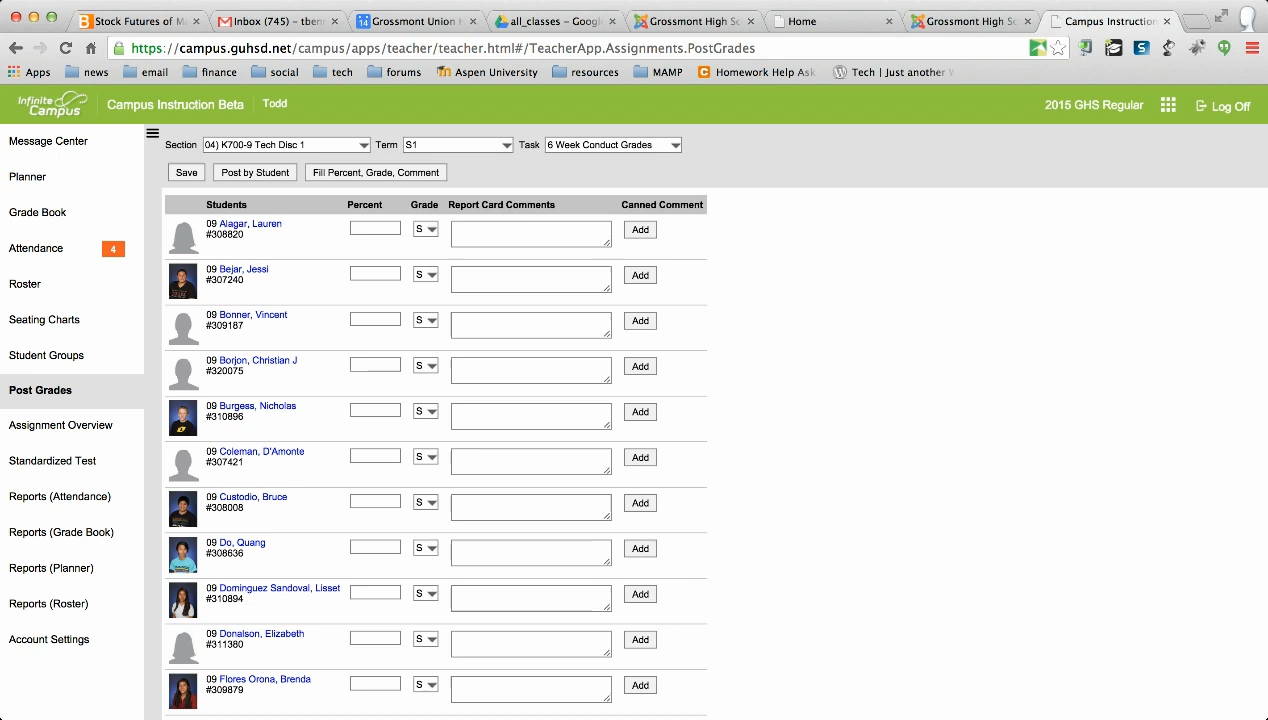 Stock Futures of Ma
Inbox (745) – tbenn
14
Grossmont Union H
all_classes – Google
Grossmont High Sc
Home
Grossmont High Sc
Campus Instruction
https://campus.guhsd.net/campus/apps/teacher/teacher.html#/TeacherApp.Assignments.PostGrades
Apps
news
email
finance
social
tech
forums
Aspen University
resources
MAMP
Homework Help Ask
Tech | Just another
Infinite Campus
Campus Instruction Beta
Todd
2015 GHS Regular
Log Off
Message Center
Planner
Grade Book
Attendance
4
Roster
Seating Charts
Student Groups
Post Grades
Assignment Overview
Standardized Test
Reports (Attendance)
Reports (Grade Book)
Reports (Planner)
Reports (Roster)
Account Settings
Section 04) K700-9 Tech Disc 1 Term S1 Task 6 Week Conduct Grades
Save Post by Student Fill Percent, Grade, Comment
Students Percent Grade Report Card Comments Canned Comment
09 Alagar, Lauren
#308820
S Add
09 Bejar, Jessi
#307240
S Add
09 Bonner, Vincent
#309187
S Add
09 Borjon, Christian J
#320075
S Add
09 Burgess, Nicholas
#310896
S Add
09 Coleman, D'Amonte
#307421
S Add
09 Custodio, Bruce
#308008
S Add
09 Do, Quang
#308636
S Add
09 Dominguez Sandoval, Lisset
#310894
S Add
09 Donalson, Elizabeth
#311380
S Add
09 Flores Orona, Brenda
#309879
S Add